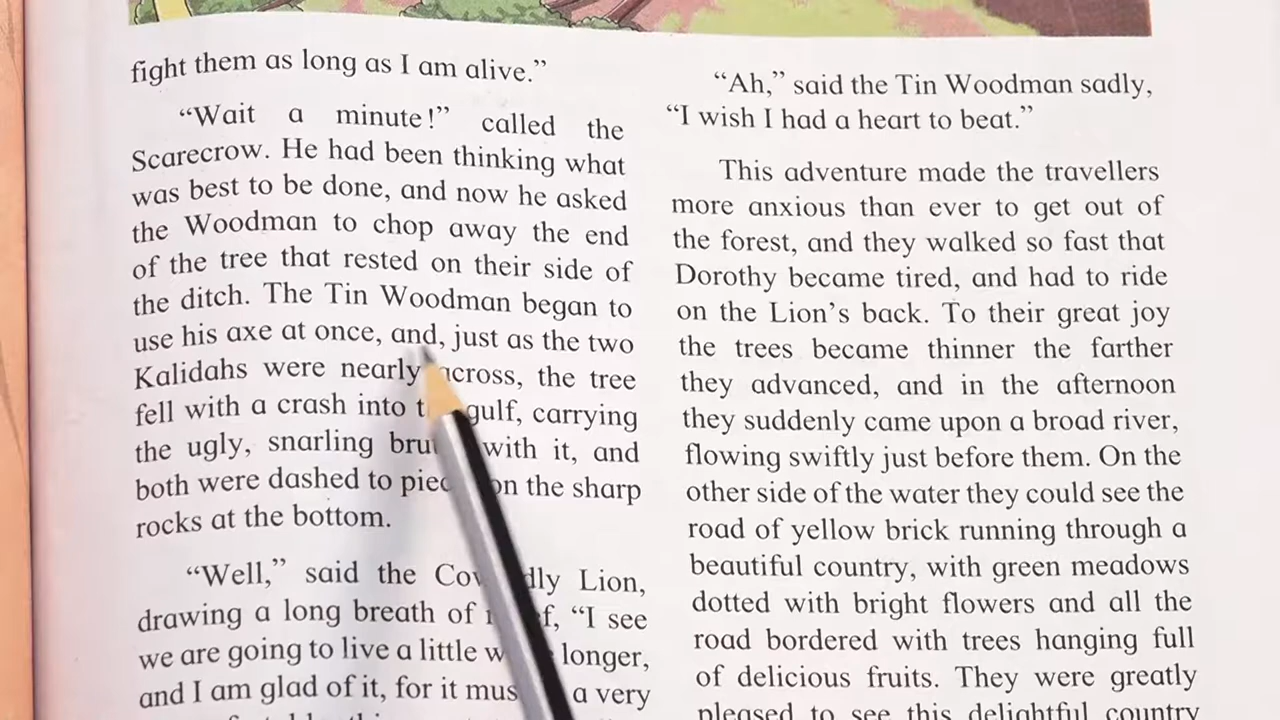 fight them as long as I am alive.”
“Wait a minute!” called the
Scarecrow. He had been thinking what
was best to be done, and now he asked
the Woodman to chop away the end
of the tree that rested on their side of
the ditch. The Tin Woodman began to
use his axe at once, and, just as the two
Kalidahs were nearly across, the tree
fell with a crash into gulf, carrying
the ugly, snarling with it, and
both were dashed to on the sharp
rocks at the bottom.
“Well,” said the Cowardly Lion,
drawing a long breath of “I see
we are going to live a little longer,
and I am glad of it, for it a very
“Ah,” said the Tin Woodman sadly,
“I wish I had a heart to beat.”
This adventure made the travellers
more anxious than ever to get out of
the forest, and they walked so fast that
Dorothy became tired, and had to ride
on the Lion’s back. To their great joy
the trees became thinner the farther
they advanced, and in the afternoon
they suddenly came upon a broad river,
flowing swiftly just before them. On the
other side of the water they could see the
road of yellow brick running through a
beautiful country, with green meadows
dotted with bright flowers and all the
road bordered with trees hanging full
of delicious fruits. They were greatly
pleased to see this delightful country